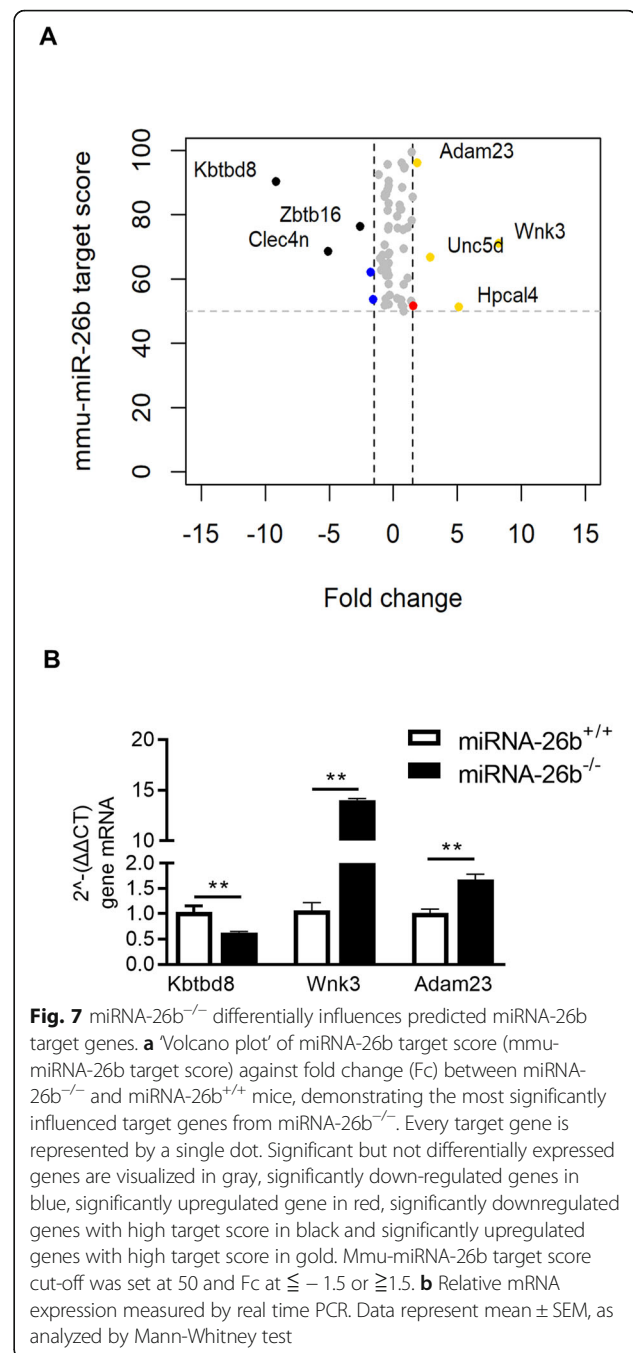 A
mmu-miR-26b target score
100
80
60
40
20
0
Kbtbd8
Zbtb16
Clec4n
Adam23
Wnk3
Unc5d
Hpcal4
-15 -10 -5 0 5 10 15
Fold change
B
2^-(ΔΔCT)
gene mRNA
20
15
10
2.0
1.5
1.0
0.5
0.0
** ** **
miRNA-26b+/+
miRNA-26b-/-
Kbtbd8 Wnk3 Adam23
Fig. 7 miRNA-26b−/− differentially influences predicted miRNA-26b
target genes. a ‘Volcano plot’ of miRNA-26b target score (mmu-
miRNA-26b target score) against fold change (Fc) between miRNA-
26b−/− and miRNA-26b+/+ mice, demonstrating the most significantly
influenced target genes from miRNA-26b−/−. Every target gene is
represented by a single dot. Significant but not differentially expressed
genes are visualized in gray, significantly down-regulated genes in
blue, significantly upregulated gene in red, significantly downregulated
genes with high target score in black and significantly upregulated
genes with high target score in gold. Mmu-miRNA-26b target score
cut-off was set at 50 and Fc at ≦ − 1.5 or ≧1.5. b Relative mRNA
expression measured by real time PCR. Data represent mean ± SEM, as
analyzed by Mann-Whitney test